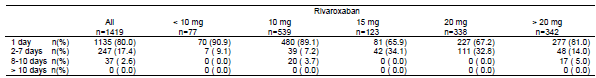 Rivaroxaban
All < 10 mg 10 mg 15 mg 20 mg > 20 mg
n=1419 n=77 n=539 n=123 n=338 n=342
1 day n(%) 1135 (80.0) 70 (90.9) 480 (89.1) 81 (65.9) 227 (67.2) 277 (81.0)
2-7 days n(%) 247 (17.4) 7 (9.1) 39 (7.2) 42 (34.1) 111 (32.8) 48 (14.0)
8-10 days n(%) 37 (2.6) 0 (0.0) 20 (3.7) 0 (0.0) 0 (0.0) 17 (5.0)
> 10 days n(%) 0 (0.0) 0 (0.0) 0 (0.0) 0 (0.0) 0 (0.0) 0 (0.0)